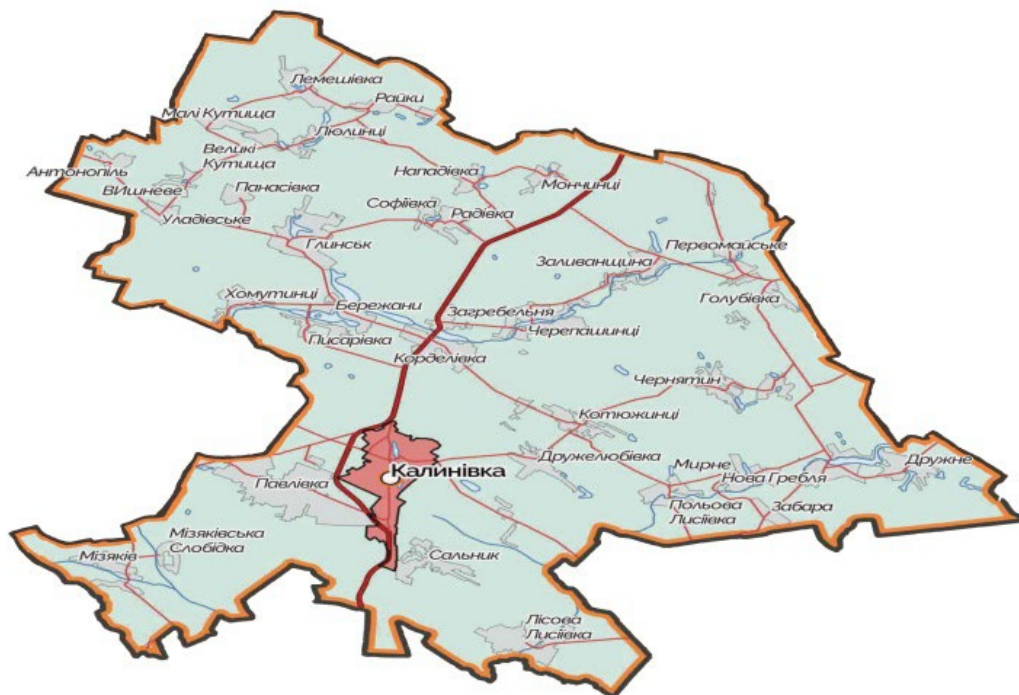 Лемешівка
Райки
Малі Кутища
Люлинці
Великі
Кутища
Антонопіль
ВИшневе
Панасівка
Нападівка
Мончинці
Софіївка
Радівка
Уладівське
Глинськ
Заливанщина
Первомайське
Хомутинці
Бережани
Голубівка
Загребельня
Черепашинці
Писарівка
Корделівка
Чернятин
Котюжинці
Дружелюбівка
Калинівка
Павлівка
Мирне
Нова Гребля
Дружне
Польова
Лисіївка
Забара
Мізяківська
Слобідка
Мізяків
Сальник
Лісова
Лисіївка